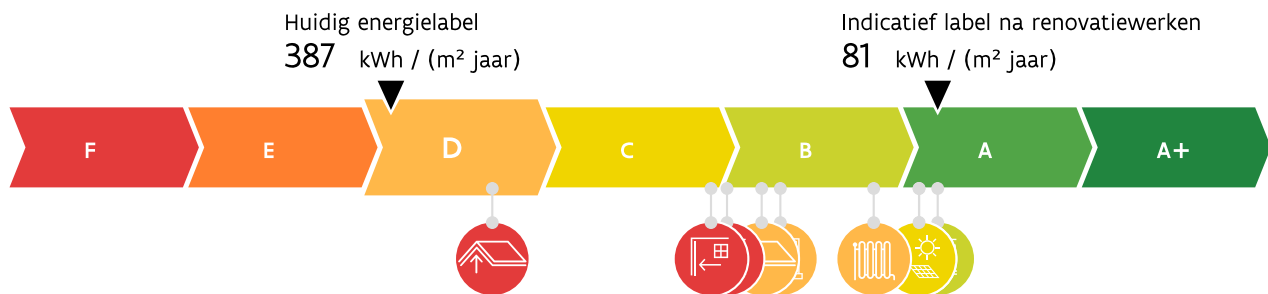 Huidig energielabel
387 kWh / (m² jaar)
Indicatief label na renovatiewerken
81 kWh / (m² jaar)
F E D C B A A+